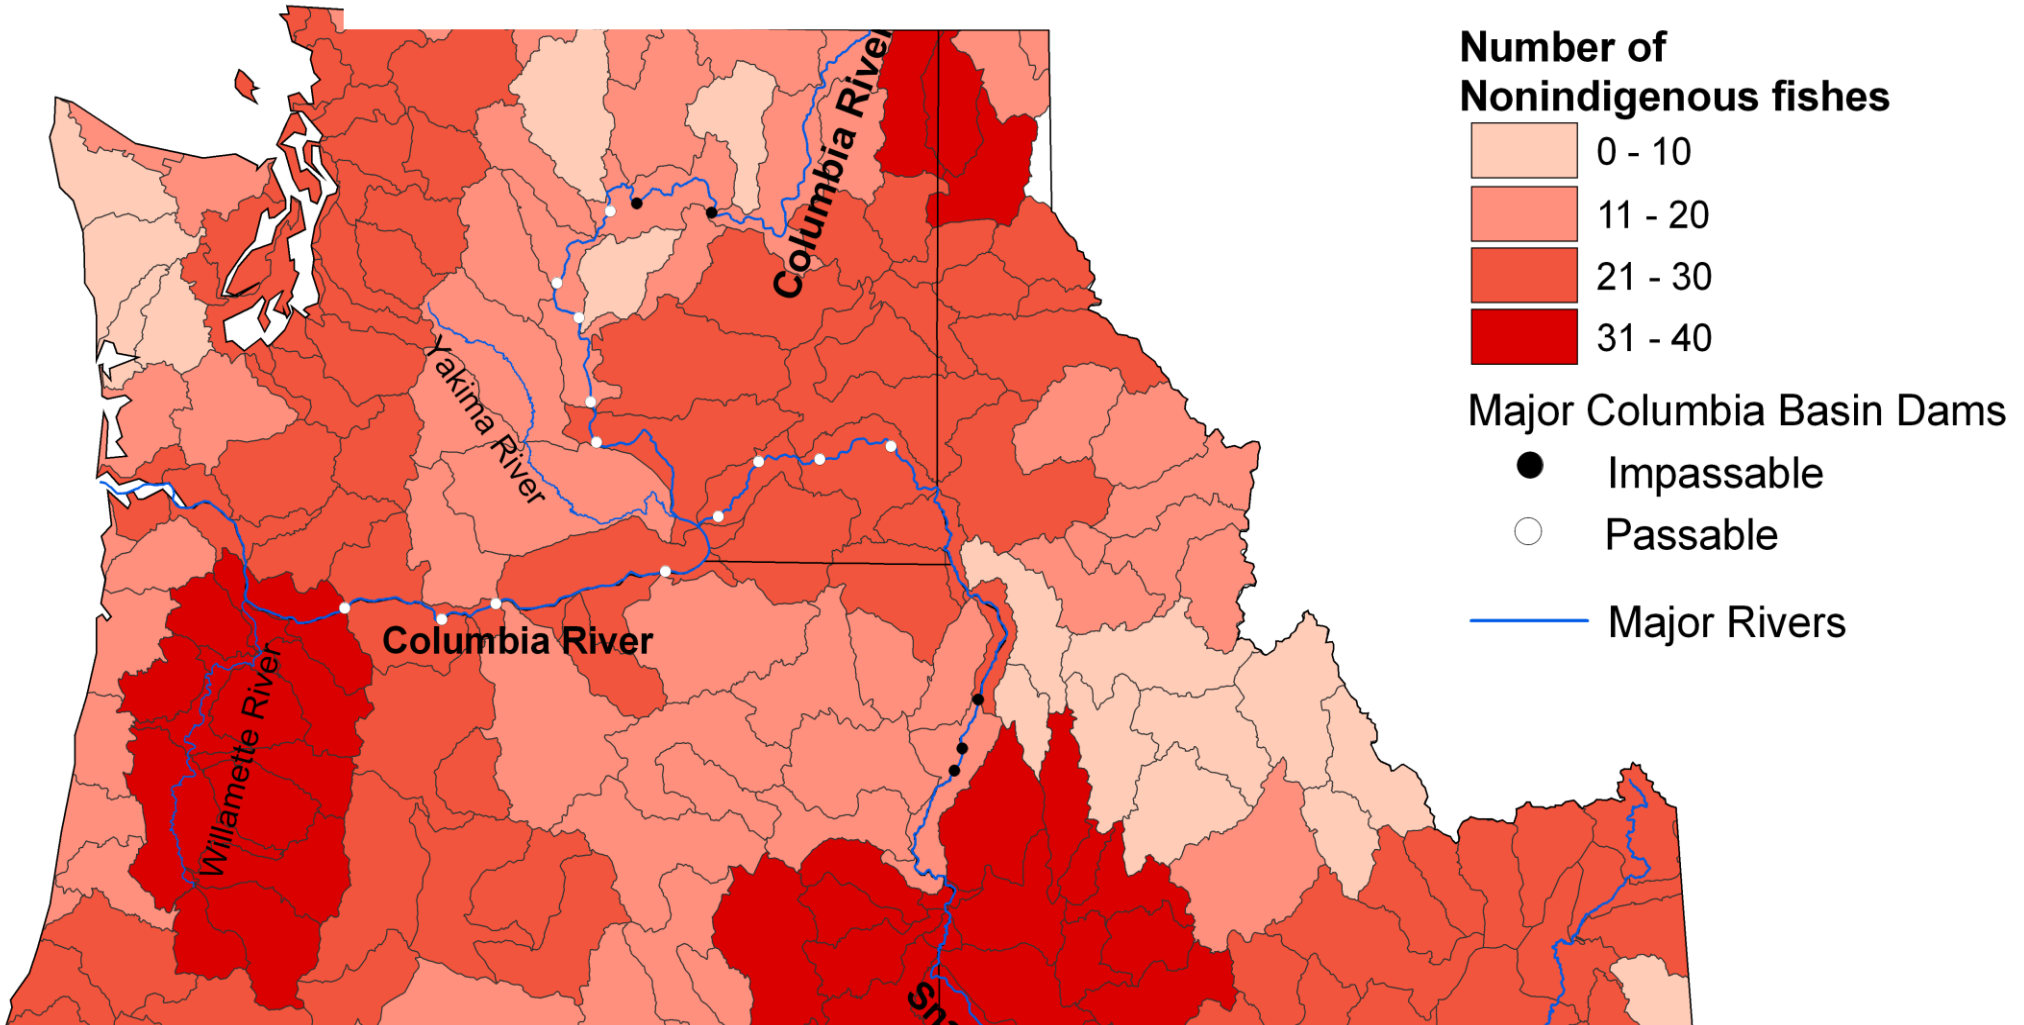 Number of
Nonindigenous fishes
0 - 10
11 - 20
21 - 30
31 - 40
Major Columbia Basin Dams
Impassable
Passable
Major Rivers
Columbia River
Yakima River
Columbia River
Willamette River